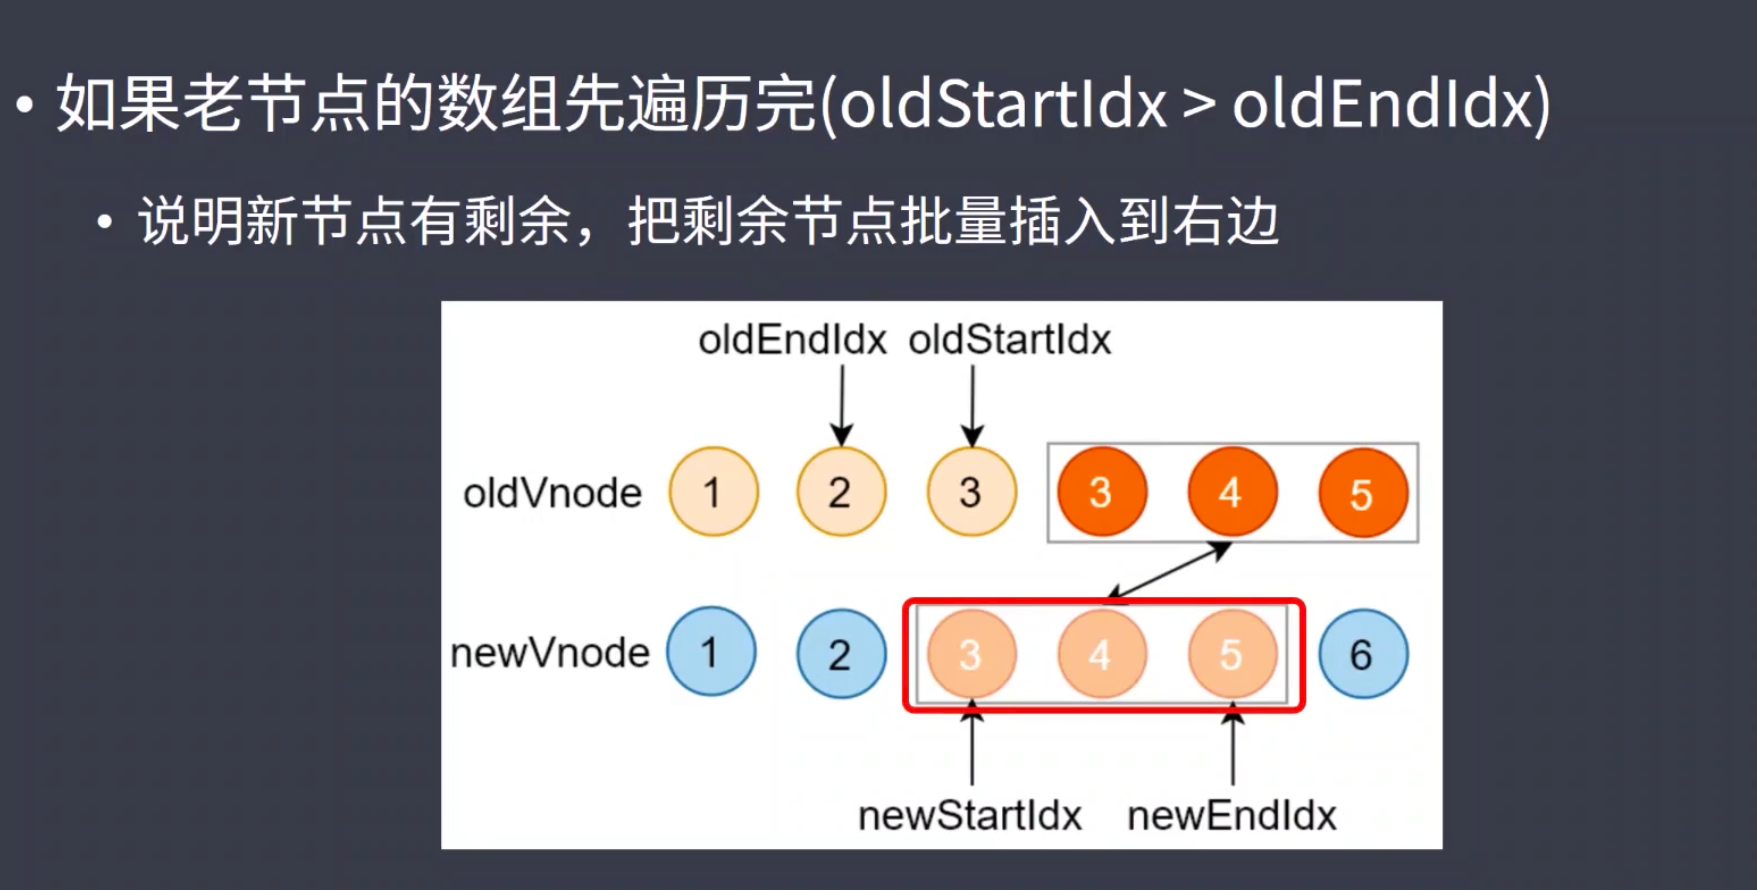 • 如果老节点的数组先遍历完(oldStartIdx > oldEndIdx)
• 说明新节点有剩余，把剩余节点批量插入到右边
oldEndIdx oldStartIdx
oldVnode 1 2 3 3 4 5
newVnode 1 2 3 4 5 6
newStartIdx newEndIdx